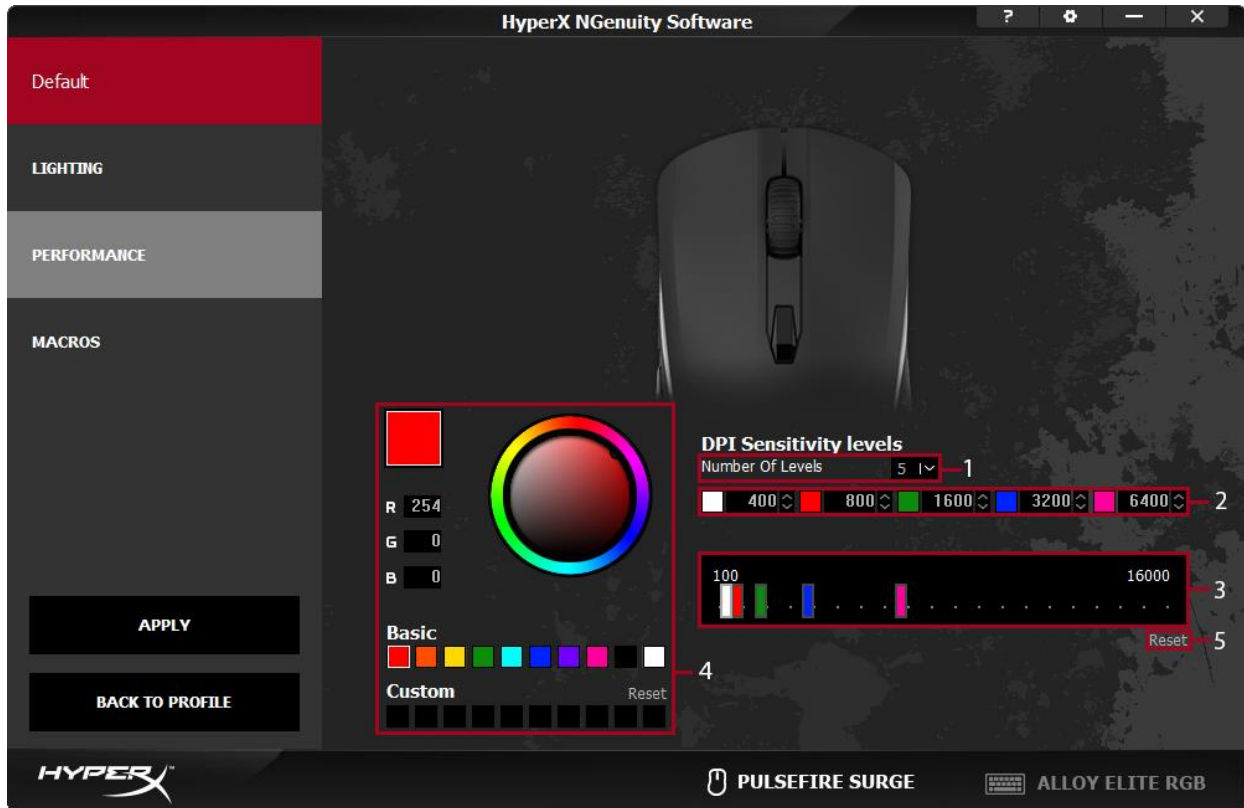 HyperX NGenuity Software
?
Default
LIGHTING
PERFORMANCE
MACROS
APPLY
BACK TO PROFILE
R 254
G 0
B 0
Basic
Custom Reset
4
DPI Sensitivity levels
Number Of Levels 5 1
400 800 1600 3200 6400 2
100 16000
3
Reset 5
HYPERX™
PULSEFIRE SURGE
ALLOY ELITE RGB